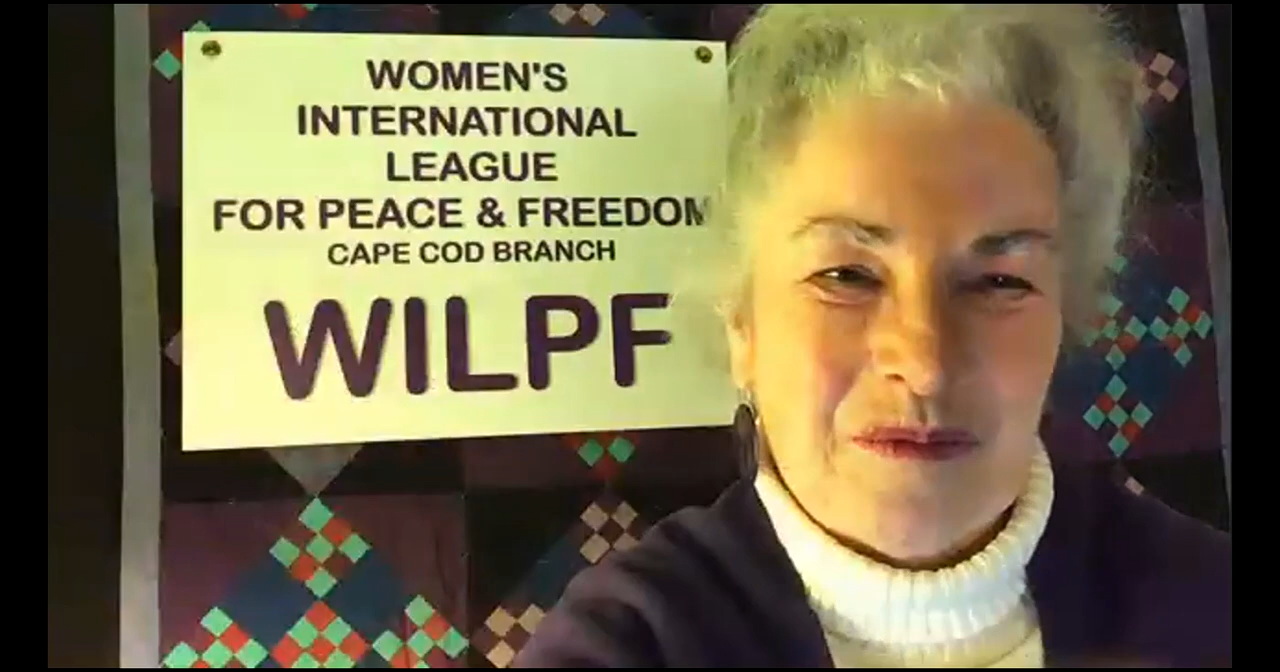 WOMEN'S
INTERNATIONAL
LEAGUE
FOR PEACE & FREEDOM
CAPE COD BRANCH
WILPF